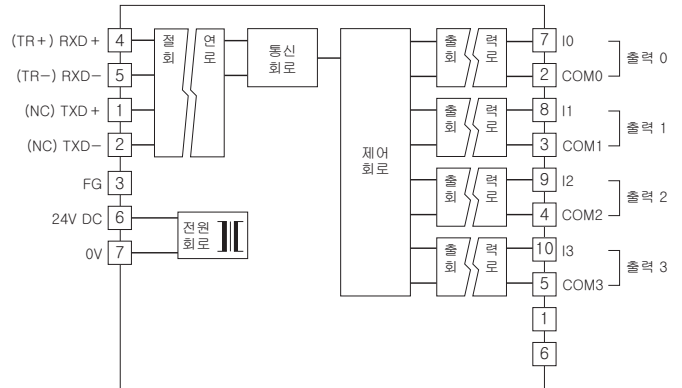 (TR+) RXD+ 4
(TR−) RXD− 5
(NC) TXD+ 1
(NC) TXD− 2
FG 3
24V DC 6
0V 7
절 연
회 로
통신
회로
전원
회로
제어
회로
출 력
회 로
7 I0
2 COM0
출력 0
출 력
회 로
8 I1
3 COM1
출력 1
출 력
회 로
9 I2
4 COM2
출력 2
출 력
회 로
10 I3
5 COM3
출력 3
1
6